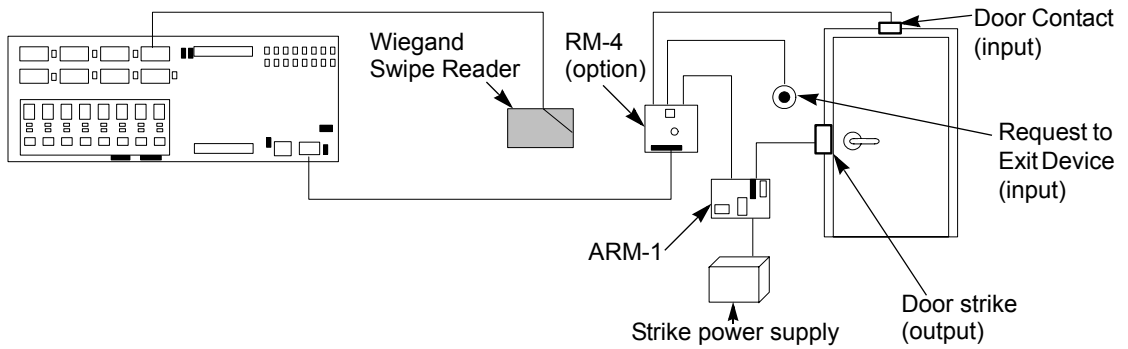 Wiegand
Swipe Reader
RM-4
(option)
Door Contact
(input)
Request to
Exit Device
(input)
ARM-1
Door strike
(output)
Strike power supply